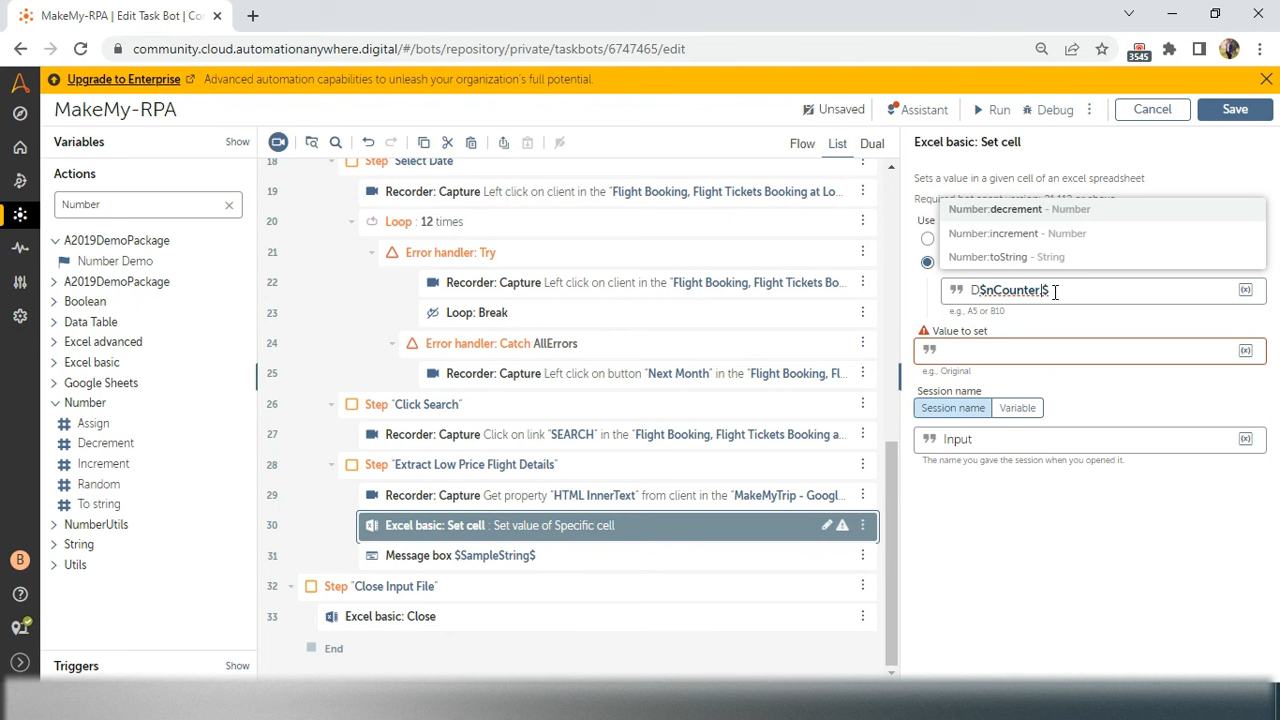 MakeMy-RPA | Edit Task Bot | Co
community.cloud.automationanywhere.digital/#/bots/repository/private/taskbots/6747465/edit
3545
Upgrade to Enterprise Advanced automation capabilities to unleash your organization's full potential.
MakeMy-RPA
Unsaved
Assistant
Run
Debug
Cancel
Save
Variables
Show
Actions
Number
A2019DemoPackage
Number Demo
A2019DemoPackage
Boolean
Data Table
Excel advanced
Excel basic
Google Sheets
Number
Assign
Decrement
Increment
Random
To string
NumberUtils
String
Utils
Triggers
Show
B
Flow
List
Dual
18 Step "Select Date"
19 Recorder: Capture Left click on client in the "Flight Booking, Flight Tickets Booking at Lo...
20 Loop : 12 times
21 Error handler: Try
22 Recorder: Capture Left click on client in the "Flight Booking, Flight Tickets Bo...
23 Loop: Break
24 Error handler: Catch AllErrors
25 Recorder: Capture Left click on button "Next Month" in the "Flight Booking, Fl...
26 Step "Click Search"
27 Recorder: Capture Click on link "SEARCH" in the "Flight Booking, Flight Tickets Booking a...
28 Step "Extract Low Price Flight Details"
29 Recorder: Capture Get property "HTML InnerText" from client in the "MakeMyTrip - Googl...
30 Excel basic: Set cell : Set value of Specific cell
31 Message box $SampleString$
32 Step "Close Input File"
33 Excel basic: Close
End
Excel basic: Set cell
Sets a value in a given cell of an excel spreadsheet
Use
Number:decrement - Number
Number:increment - Number
Number:toString - String
D$nCounter$
(x)
e.g., A5 or B10
Value to set
(x)
e.g., Original
Session name
Session name
Variable
Input
(x)
The name you gave the session when you opened it.